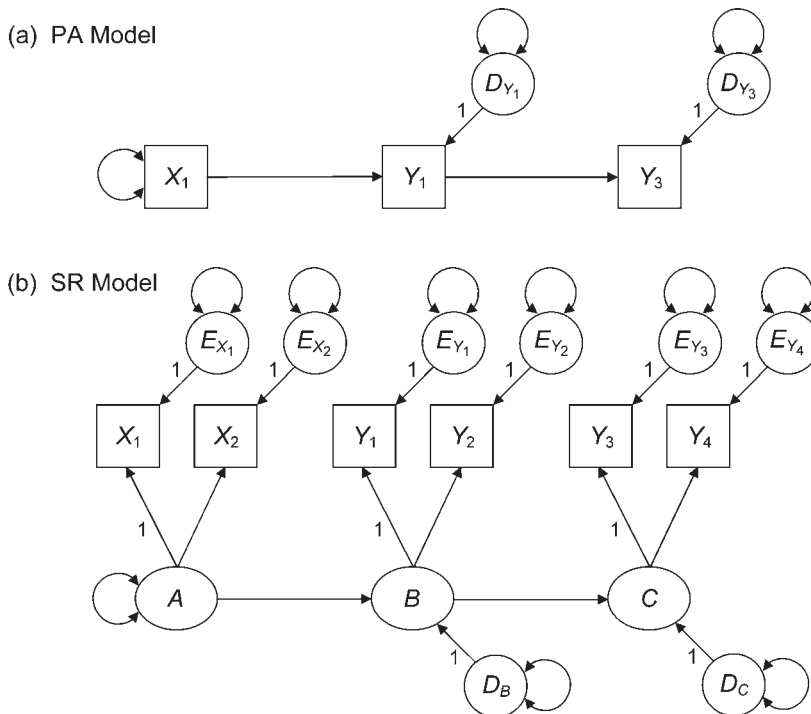 (a) PA Model
D_Y1 D_Y3
1 1
X1 Y1 Y3
(b) SR Model
E_X1 E_X2 E_Y1 E_Y2 E_Y3 E_Y4
1 1 1 1 1 1
X1 X2 Y1 Y2 Y3 Y4
1 1 1
A B C
1 1
D_B D_C